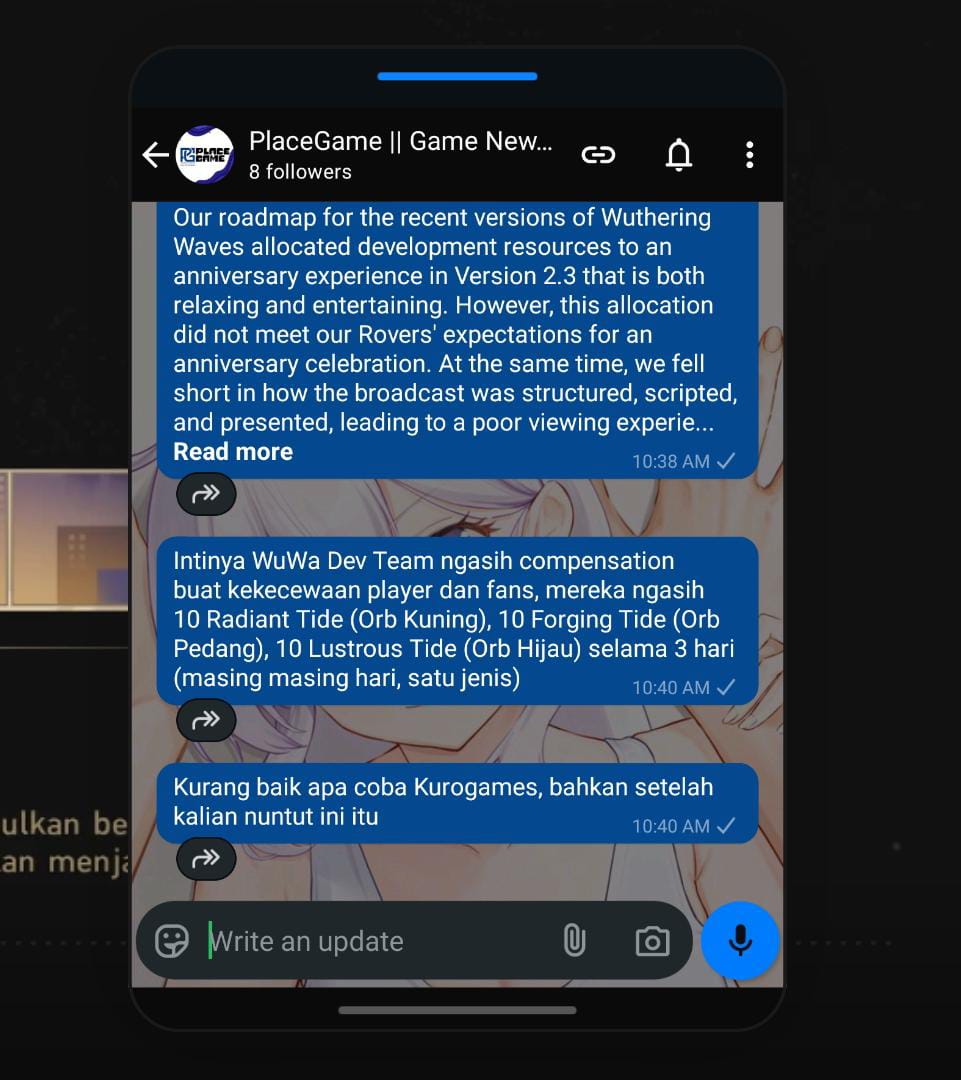 PlaceGame || Game New...
8 followers
PLACE
GAME
Our roadmap for the recent versions of Wuthering
Waves allocated development resources to an
anniversary experience in Version 2.3 that is both
relaxing and entertaining. However, this allocation
did not meet our Rovers' expectations for an
anniversary celebration. At the same time, we fell
short in how the broadcast was structured, scripted,
and presented, leading to a poor viewing experie...
Read more
10:38 AM
Intinya WuWa Dev Team ngasih compensation
buat kekecewaan player dan fans, mereka ngasih
10 Radiant Tide (Orb Kuning), 10 Forging Tide (Orb
Pedang), 10 Lustrous Tide (Orb Hijau) selama 3 hari
(masing masing hari, satu jenis)
10:40 AM
Kurang baik apa coba Kurogames, bahkan setelah
kalian nuntut ini itu
10:40 AM
ulkan be
an menja
Write an update